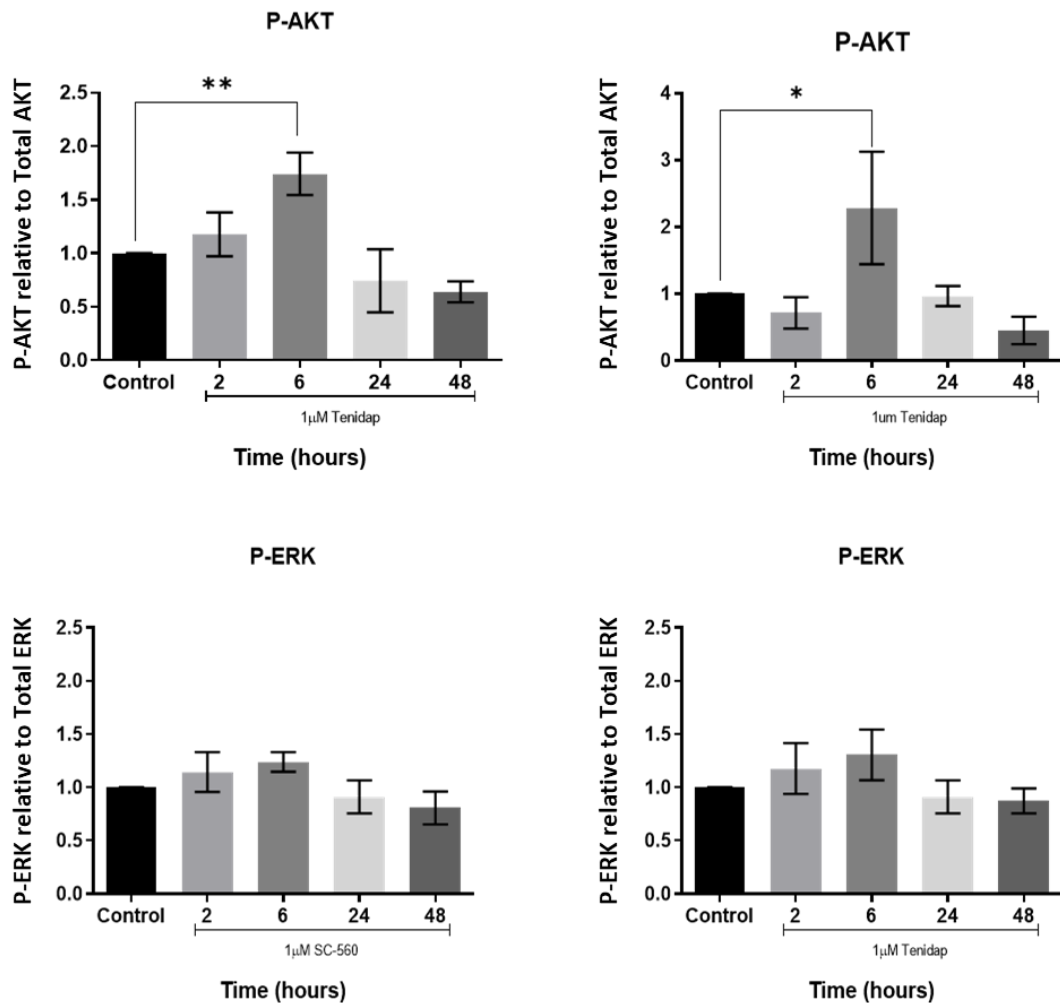 P-AKT
P-AKT relative to Total AKT
2.5
2.0
1.5
1.0
0.5
0.0
**
Control 2 6 24 48
1μM Tenidap
Time (hours)
P-AKT
P-AKT relative to Total AKT
4
3
2
1
0
*
Control 2 6 24 48
1um Tenidap
Time (hours)
P-ERK
P-ERK relative to Total ERK
2.5
2.0
1.5
1.0
0.5
0.0
Control 2 6 24 48
1μM SC-560
Time (hours)
P-ERK
P-ERK relative to Total ERK
2.5
2.0
1.5
1.0
0.5
0.0
Control 2 6 24 48
1μM Tenidap
Time (hours)